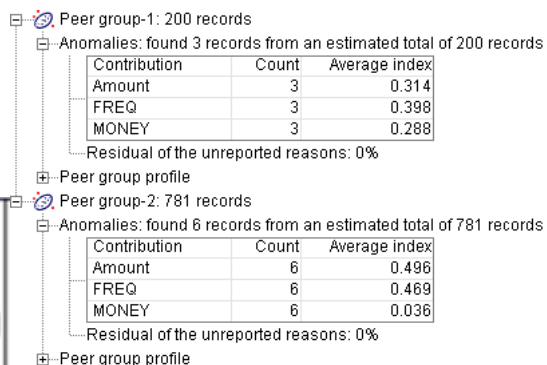 Peer group-1: 200 records
Anomalies: found 3 records from an estimated total of 200 records
Contribution Count Average index
Amount 3 0.314
FREQ 3 0.398
MONEY 3 0.288
Residual of the unreported reasons: 0%
Peer group profile
Peer group-2: 781 records
Anomalies: found 6 records from an estimated total of 781 records
Contribution Count Average index
Amount 6 0.496
FREQ 6 0.469
MONEY 6 0.036
Residual of the unreported reasons: 0%
Peer group profile